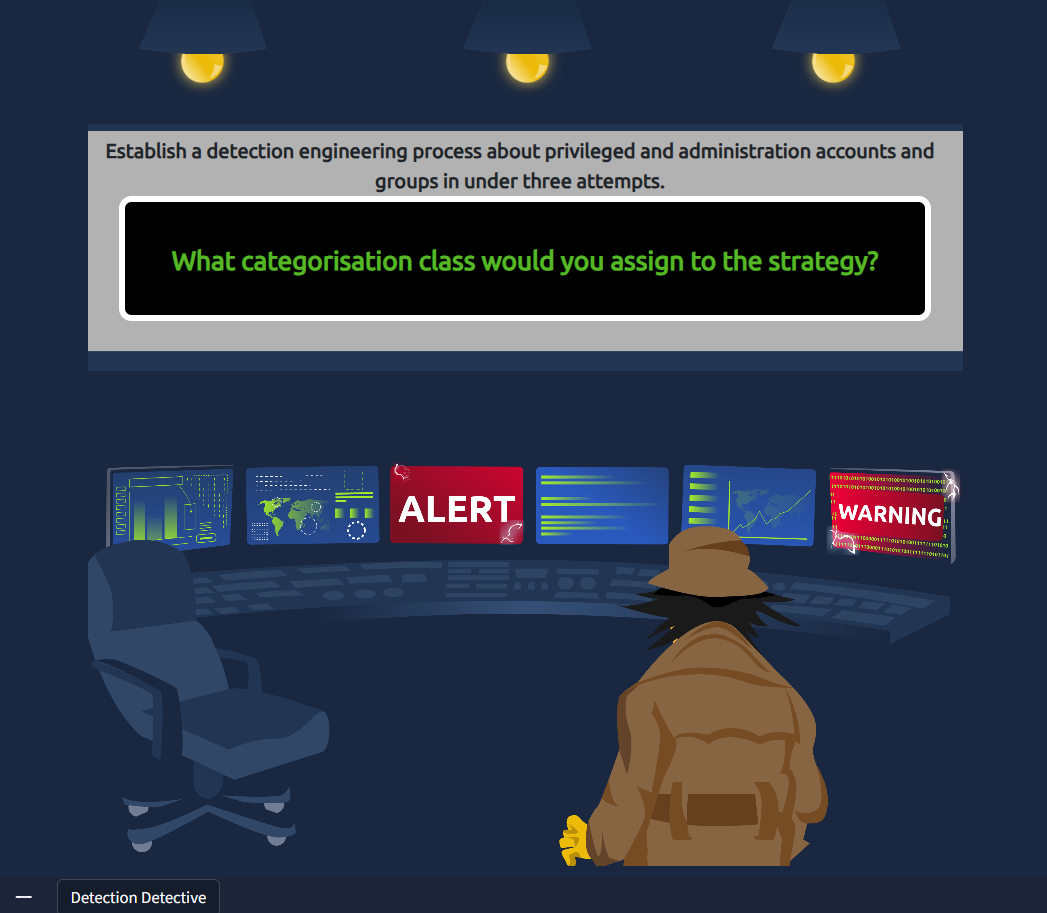 Establish a detection engineering process about privileged and administration accounts and
groups in under three attempts.
What categorisation class would you assign to the strategy?
ALERT
WARNING
Detection Detective